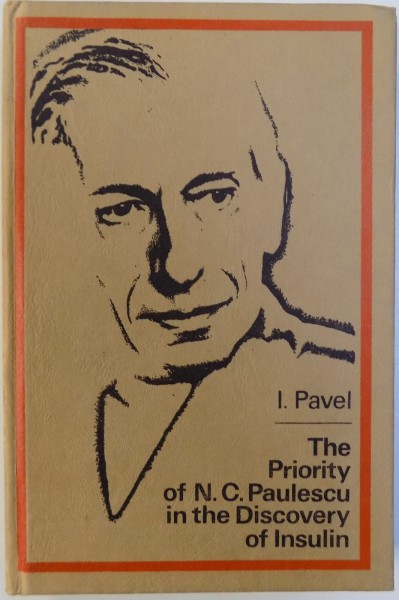 I. Pavel
The
Priority
of N. C. Paulescu
in the Discovery
of Insulin